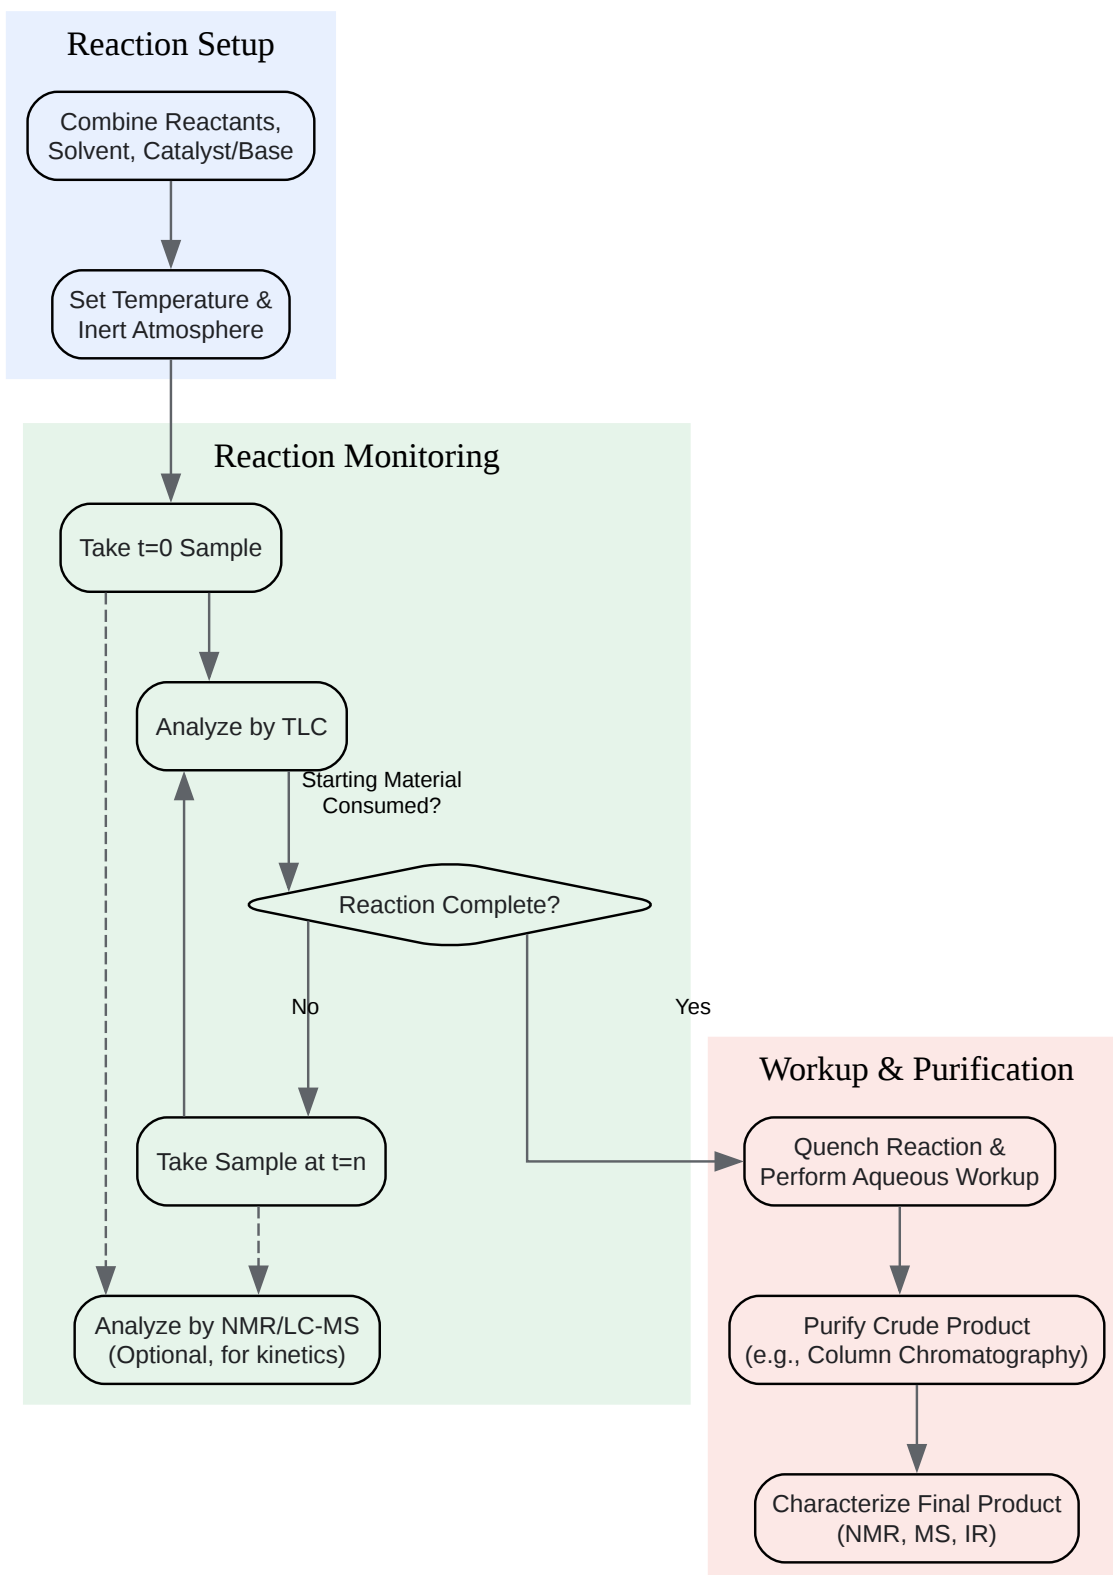 Reaction Setup
Combine Reactants,
Solvent, Catalyst/Base
Set Temperature &
Inert Atmosphere
Reaction Monitoring
Take t=0 Sample
Analyze by TLC
Starting Material
Consumed?
Reaction Complete?
No
Yes
Take Sample at t=n
Analyze by NMR/LC-MS
(Optional, for kinetics)
Workup & Purification
Quench Reaction &
Perform Aqueous Workup
Purify Crude Product
(e.g., Column Chromatography)
Characterize Final Product
(NMR, MS, IR)